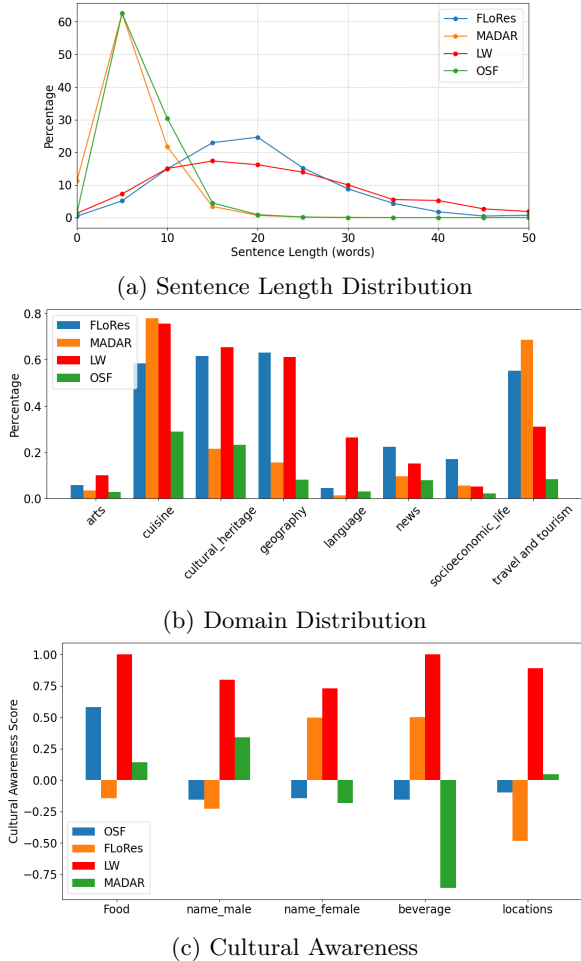 60
50
40
30
20
10
0
Percentage
FLoRes
MADAR
LW
OSF
0 10 20 30 40 50
Sentence Length (words)
(a) Sentence Length Distribution
0.8
0.6
0.4
0.2
0.0
Percentage
FLoRes
MADAR
LW
OSF
arts
cuisine
cultural_heritage
geography
language
news
socioeconomic_life
travel and tourism
(b) Domain Distribution
1.00
0.75
0.50
0.25
0.00
−0.25
−0.50
−0.75
Cultural Awareness Score
OSF
FLoRes
LW
MADAR
Food name_male name_female beverage locations
(c) Cultural Awareness